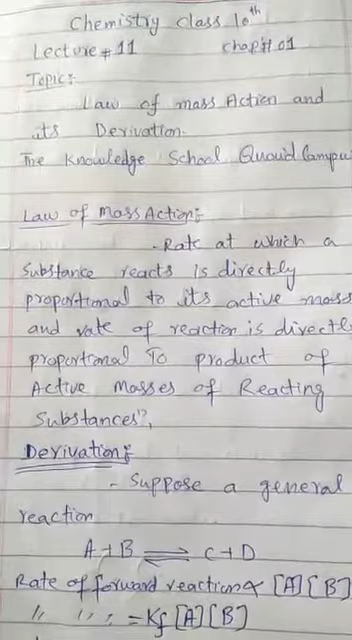 Chemistry Class 10th
Lecture # 11 Chap# 01
Topic:
Law of mass Action and
its Derivation.
The Knowledge School Quaid Campus
Law of Mass Action:
- Rate at which a
Substance reacts is directly
proportional to its active mass
and rate of reaction is directly
proportional To product of
Active Masses of Reacting
Substances",
Derivation:
- Suppose a general
reaction
A+B ⇌ C+D
Rate of forward reaction ∝ [A][B]
" " : = Kf [A][B]